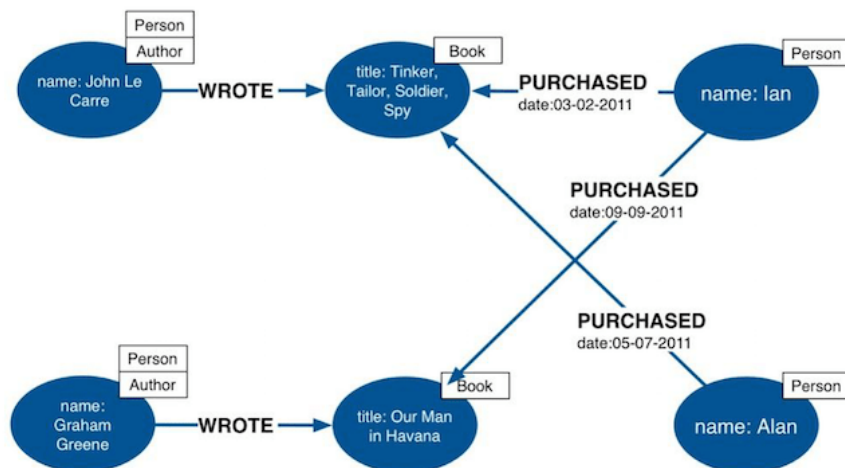 Person
Author
name: John Le
Carre
WROTE
Book
title: Tinker,
Tailor, Soldier,
Spy
PURCHASED
date:03-02-2011
Person
name: Ian
PURCHASED
date:09-09-2011
PURCHASED
date:05-07-2011
Person
Author
name:
Graham
Greene
WROTE
Book
title: Our Man
in Havana
Person
name: Alan